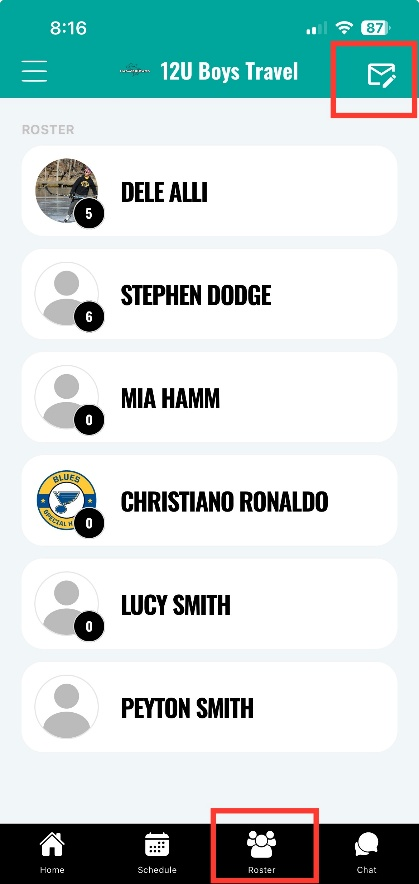 8:16
87
12U Boys Travel
ROSTER
DELE ALLI
5
STEPHEN DODGE
6
MIA HAMM
0
BLUES
CHRISTIANO RONALDO
0
LUCY SMITH
0
PEYTON SMITH
Home
Schedule
Roster
Chat